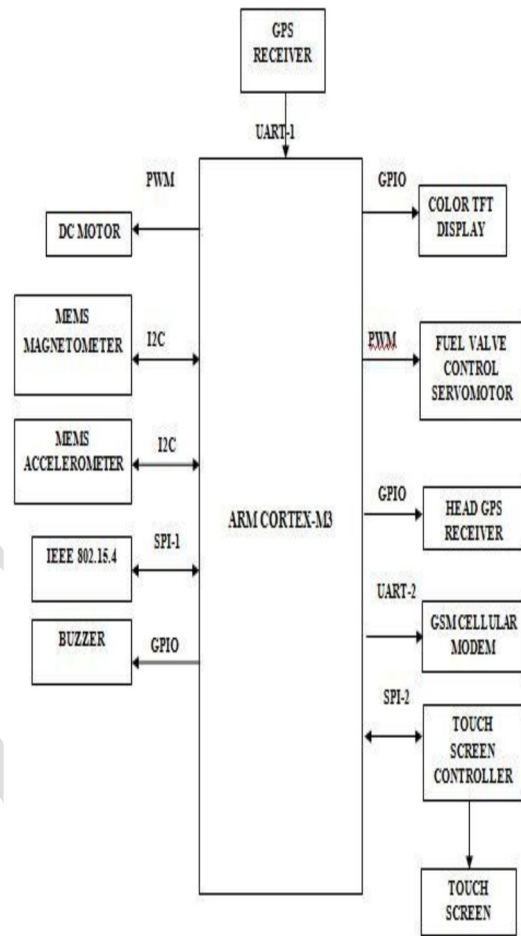 GPS
RECEIVER
UART-1
PWM
GPIO
DC MOTOR
COLOR TFT
DISPLAY
MEMS
MAGNETOMETER
I2C
PWM
FUEL VALVE
CONTROL
SERVOMOTOR
MEMS
ACCELEROMETER
I2C
ARM CORTEX-M3
GPIO
HEAD GPS
RECEIVER
IEEE 802.15.4
SPI-1
UART-2
GSM CELLULAR
MODEM
BUZZER
GPIO
SPI-2
TOUCH
SCREEN
CONTROLLER
TOUCH
SCREEN